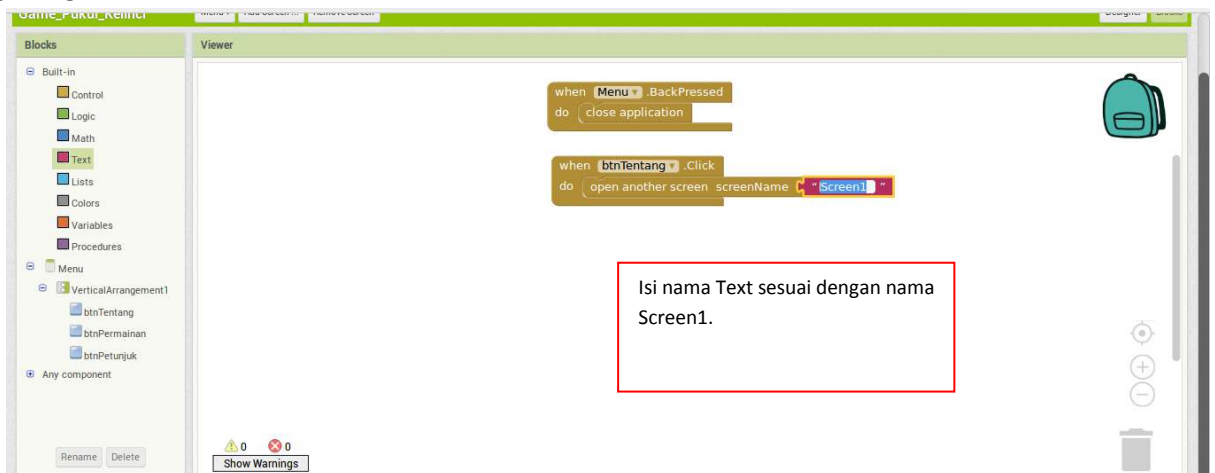 Game_Pukul_Kelinci
Blocks
Viewer
Built-in
Control
Logic
Math
Text
Lists
Colors
Variables
Procedures
Menu
VerticalArrangement1
btnTentang
btnPermainan
btnPetunjuk
Any component
Rename Delete
when Menu .BackPressed
do close application
when btnTentang .Click
do open another screen screenName " Screen1 "
Isi nama Text sesuai dengan nama
Screen1.
0 0
Show Warnings